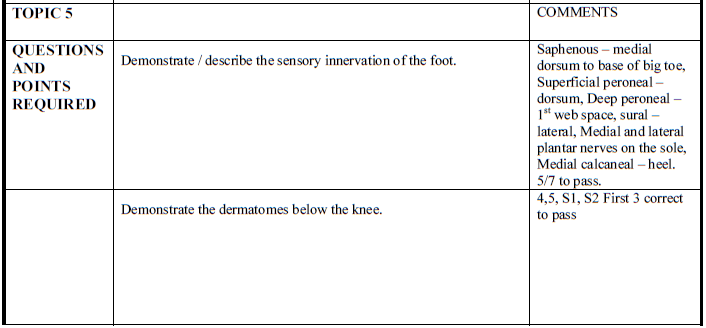 TOPIC 5
COMMENTS
QUESTIONS
AND
POINTS
REQUIRED
Demonstrate / describe the sensory innervation of the foot.
Saphenous – medial
dorsum to base of big toe,
Superficial peroneal –
dorsum, Deep peroneal –
1st web space, sural –
lateral, Medial and lateral
plantar nerves on the sole,
Medial calcaneal – heel.
5/7 to pass.
Demonstrate the dermatomes below the knee.
4,5, S1, S2 First 3 correct
to pass